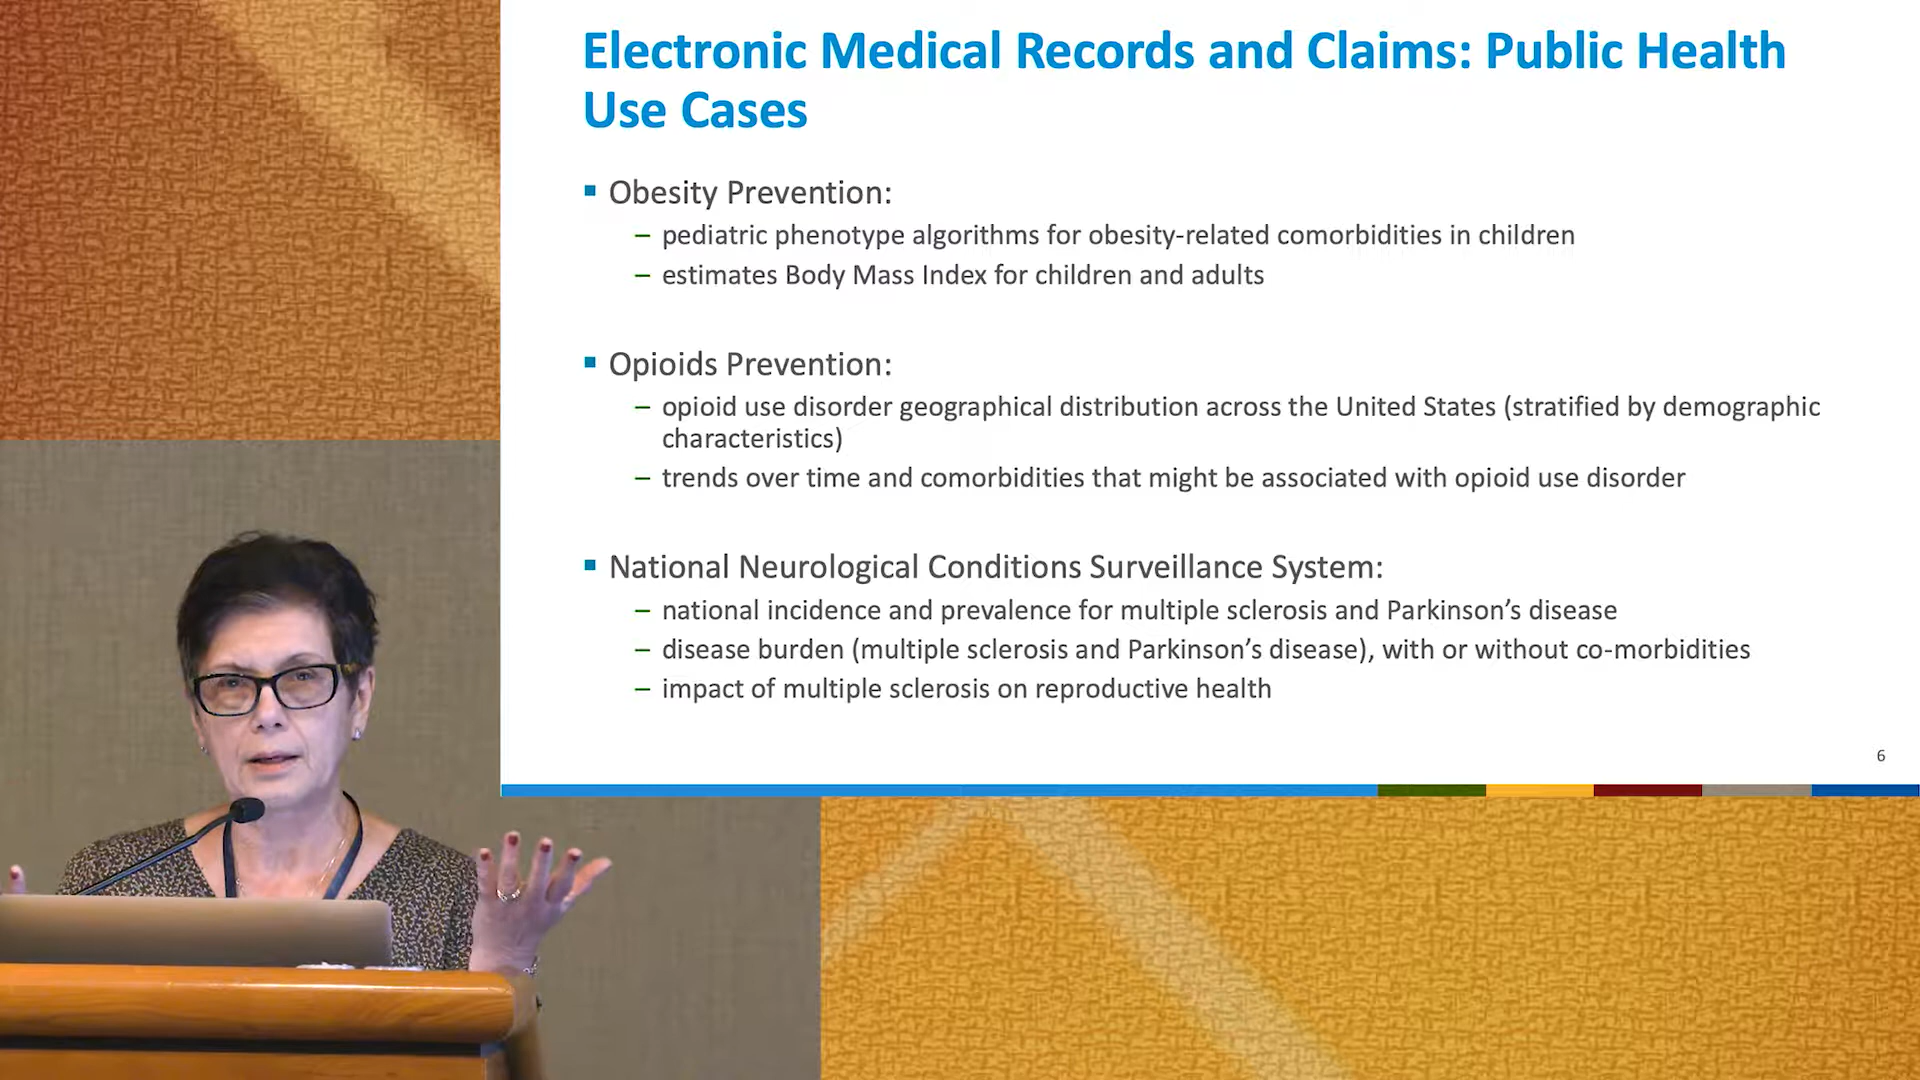 Electronic Medical Records and Claims: Public Health
Use Cases
▪ Obesity Prevention:
– pediatric phenotype algorithms for obesity-related comorbidities in children
– estimates Body Mass Index for children and adults
▪ Opioids Prevention:
– opioid use disorder geographical distribution across the United States (stratified by demographic
characteristics)
– trends over time and comorbidities that might be associated with opioid use disorder
▪ National Neurological Conditions Surveillance System:
– national incidence and prevalence for multiple sclerosis and Parkinson’s disease
– disease burden (multiple sclerosis and Parkinson’s disease), with or without co-morbidities
– impact of multiple sclerosis on reproductive health
6